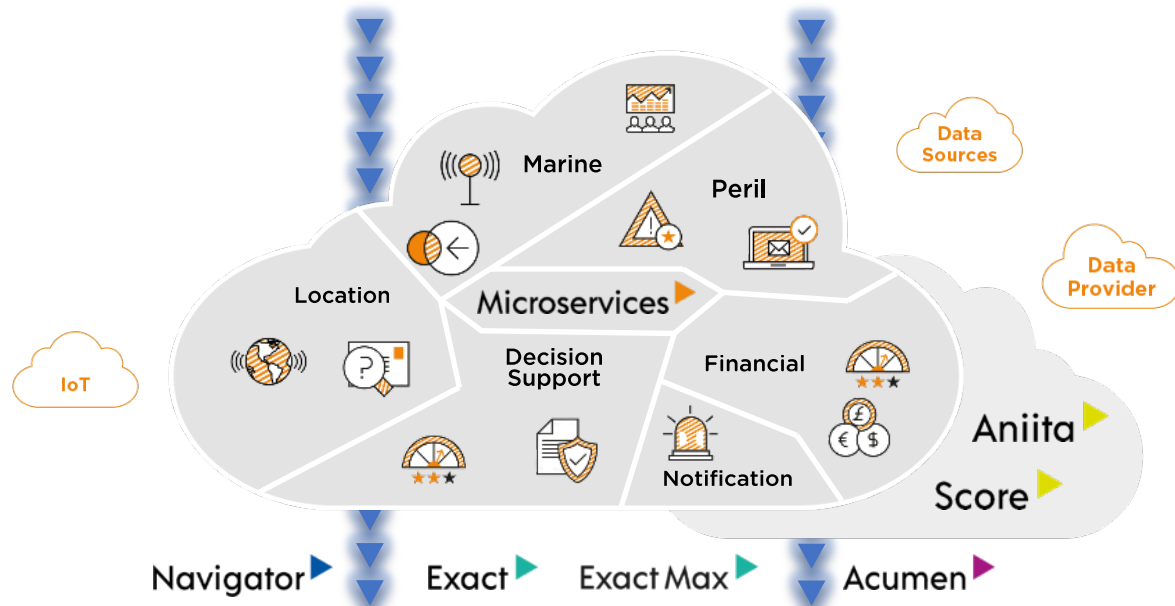 Data
Sources
Marine
Peril
Data
Provider
Location
Microservices
IoT
Decision
Support
Financial
Aniita
Notification
Score
Navigator
Exact
Exact Max
Acumen